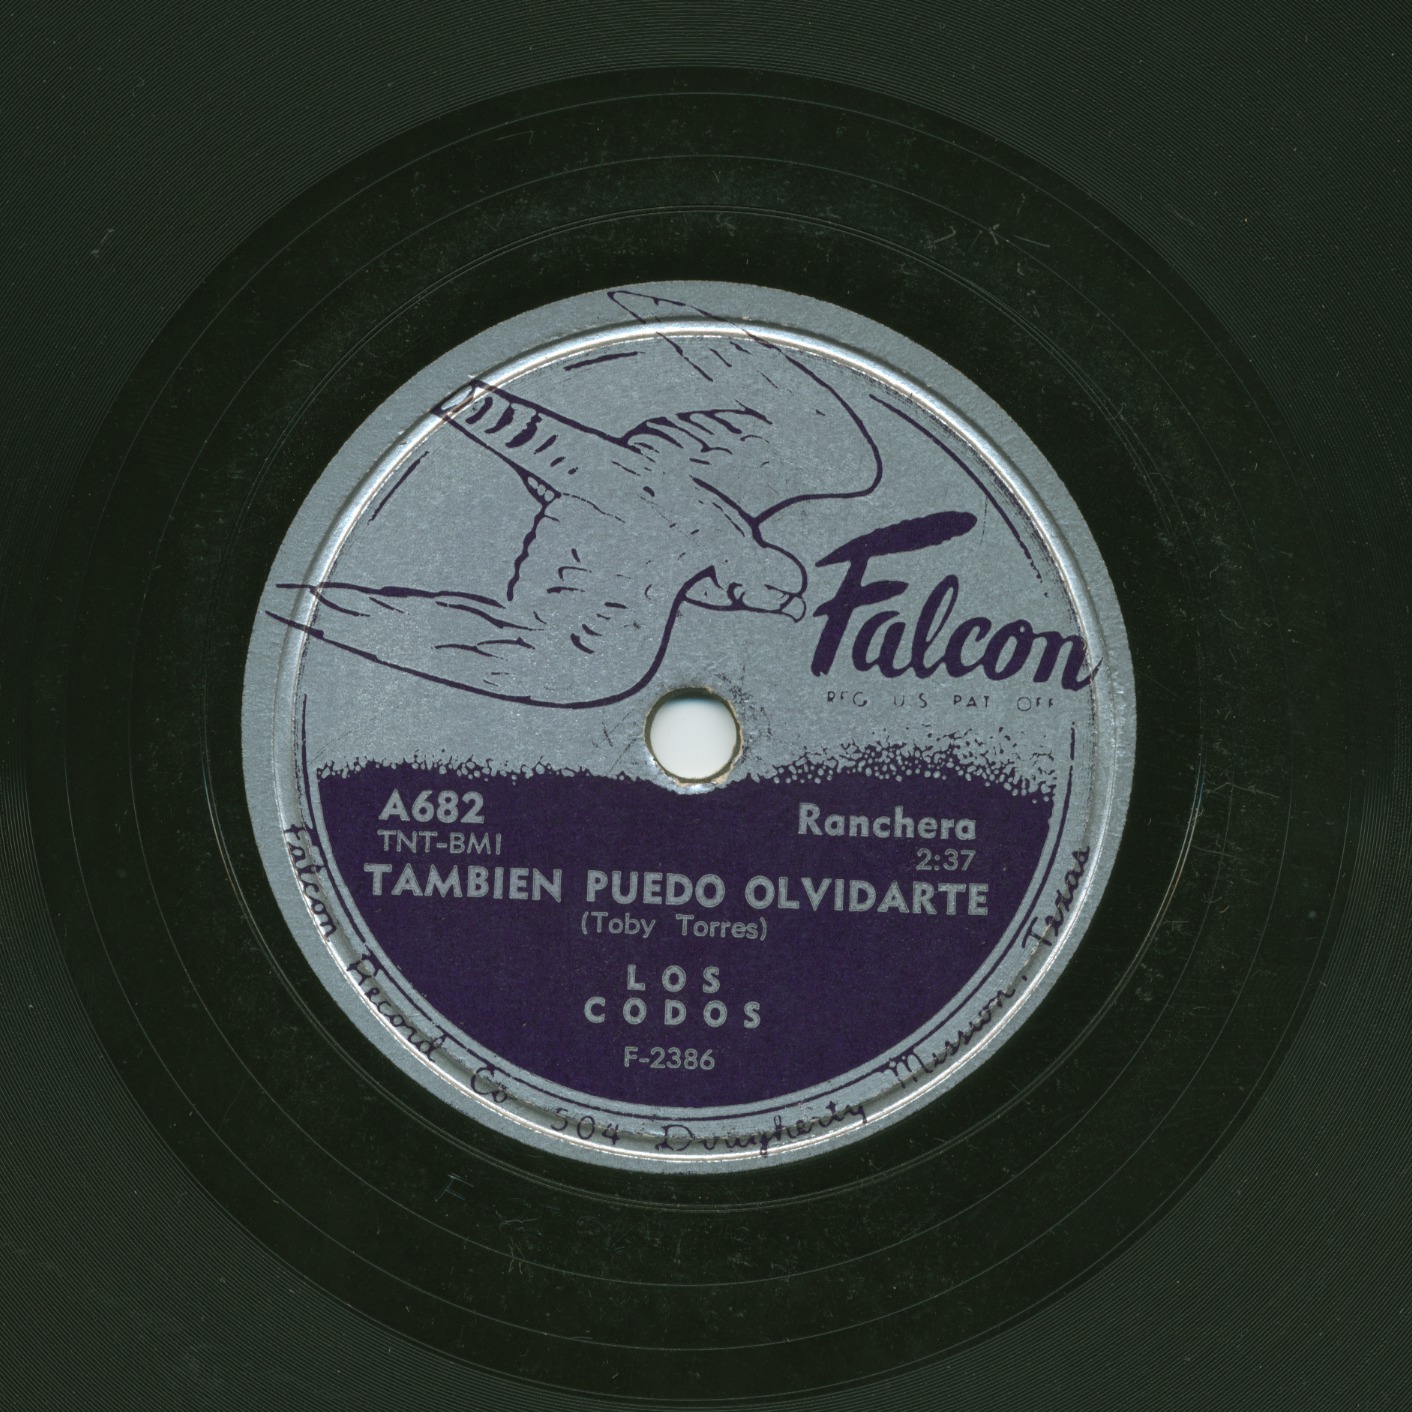 Falcon
REG U.S. PAT. OFF.
A682
Ranchera
TNT-BMI
2:37
TAMBIEN PUEDO OLVIDARTE
(Toby Torres)
LOS
CODOS
F-2386
Falcon Record Co 504 Dougherty Mission, Texas